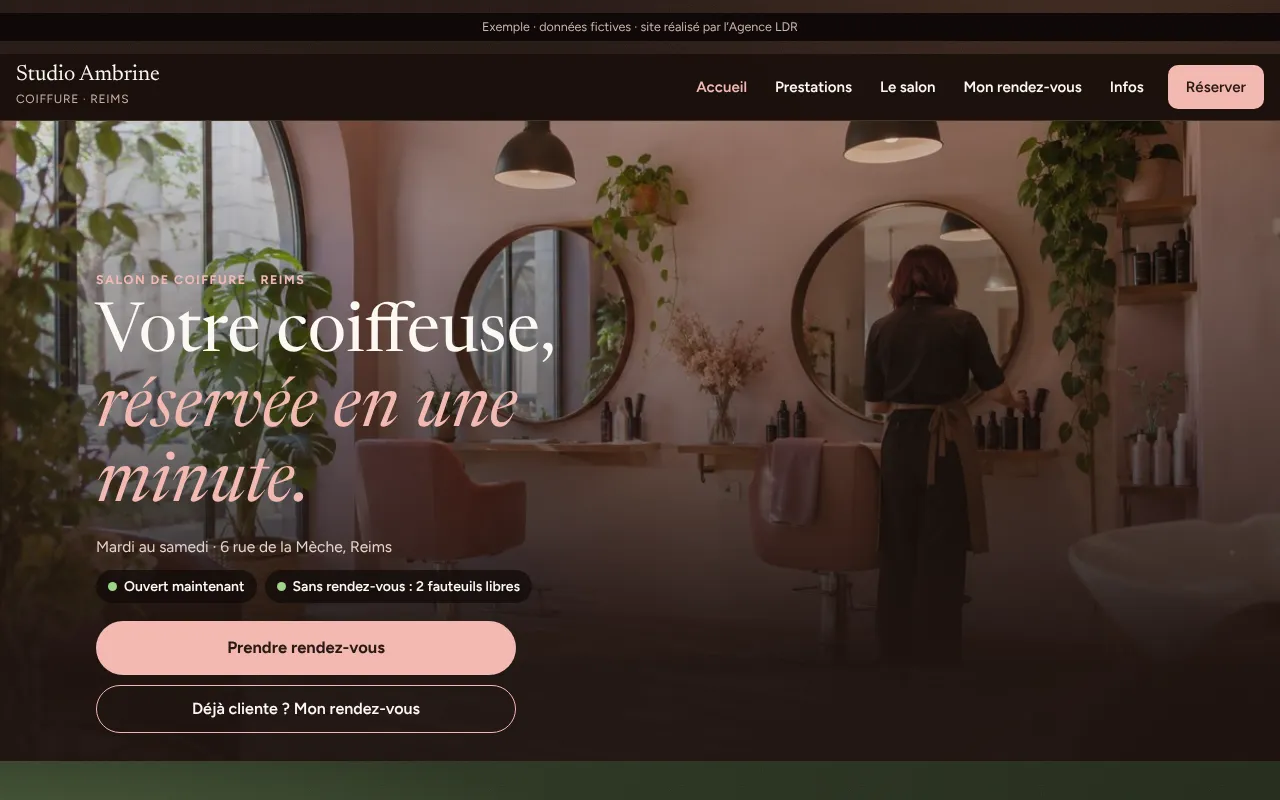 Exemple · données fictives · site réalisé par l'Agence LDR
Studio Ambrine
COIFFURE · REIMS
Accueil
Prestations
Le salon
Mon rendez-vous
Infos
Réserver
SALON DE COIFFURE · REIMS
Votre coiffeuse,
réservée en une
minute.
Mardi au samedi · 6 rue de la Mèche, Reims
Ouvert maintenant
Sans rendez-vous : 2 fauteuils libres
Prendre rendez-vous
Déjà cliente ? Mon rendez-vous